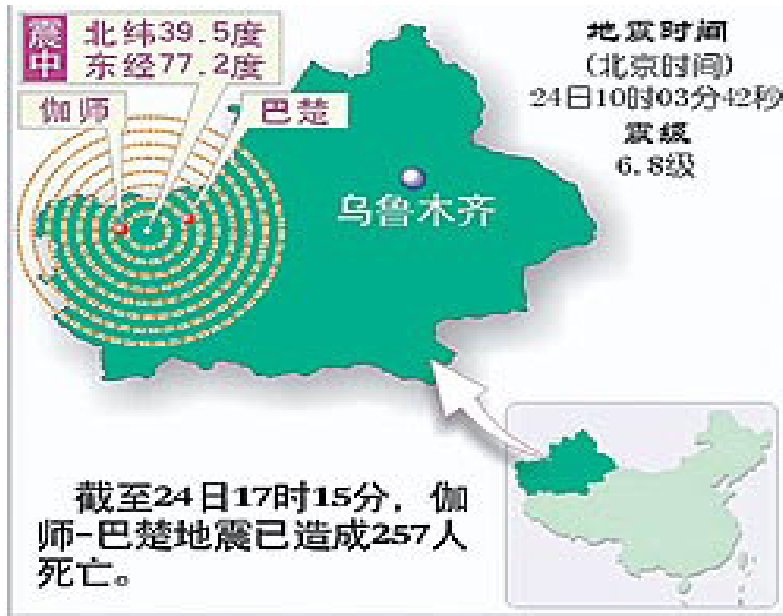 震中
北纬39.5度
东经77.2度
伽师
巴楚
地震时间
(北京时间)
24日10时03分42秒
震级
6.8级
乌鲁木齐
截至24日17时15分，伽
师-巴楚地震已造成257人
死亡。